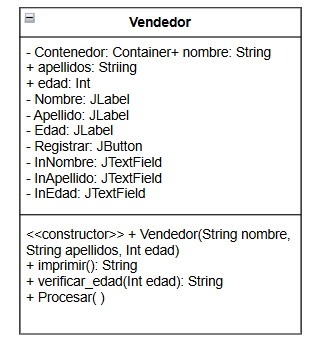 Vendedor
- Contenedor: Container+ nombre: String
+ apellidos: Striing
+ edad: Int
- Nombre: JLabel
- Apellido: JLabel
- Edad: JLabel
- Registrar: JButton
- InNombre: JTextField
- InApellido: JTextField
- InEdad: JTextField
<<constructor>> + Vendedor(String nombre,
String apellidos, Int edad)
+ imprimir(): String
+ verificar_edad(Int edad): String
+ Procesar( )